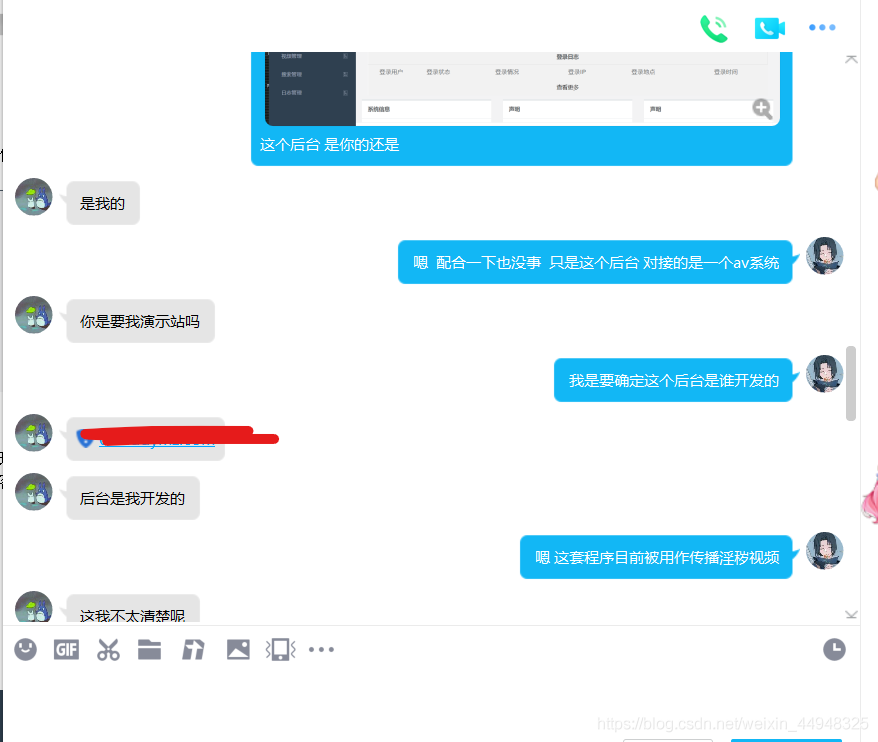 视频管理
登录日志
登录用户 登录状态 登录情况 登录IP 登录地点 登录时间
日志管理
查看更多
系统信息 声明 声明
这个后台 是你的还是
是我的
嗯 配合一下也没事 只是这个后台 对接的是一个av系统
你是要我演示站吗
我是要确定这个后台是谁开发的
后台是我开发的
嗯 这套程序目前被用作传播淫秽视频
这我不太清楚呢
GIF
https://blog.csdn.net/weixin_44948325